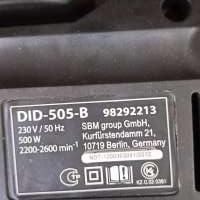 DID-505-B 98292213
230 V / 50 Hz SBM group GmbH,
500 W Kurfürstendamm 21,
2200-2600 min⁻¹ 10719 Berlin, Germany